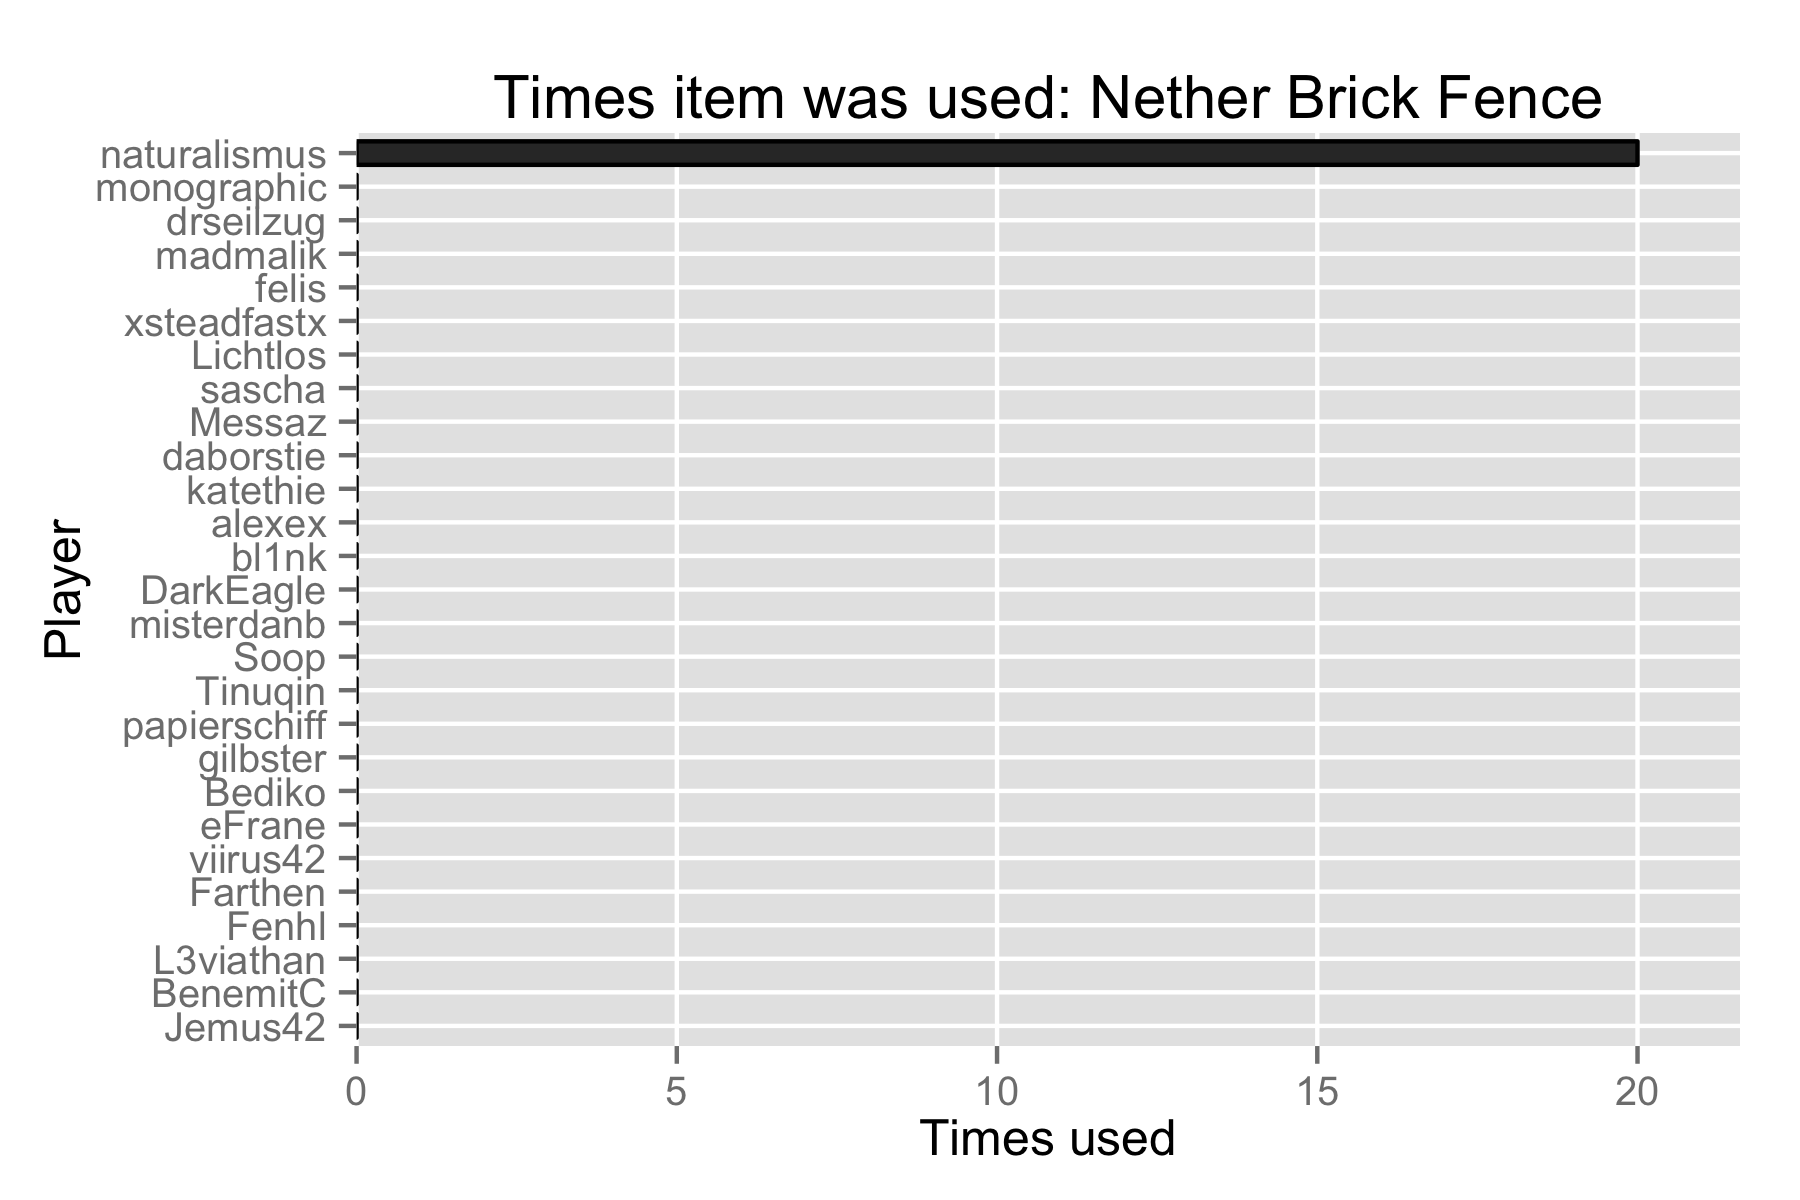 Times item was used: Nether Brick Fence
naturalismus
monographic
drseilzug
madmalik
felis
xsteadfastx
Lichtlos
sascha
Messaz
daborstie
katethie
alexex
bl1nk
DarkEagle
misterdanb
Soop
Tinuqin
papierschiff
gilbster
Bediko
eFrane
viirus42
Farthen
Fenhl
L3viathan
BenemitC
Jemus42
Player
0 5 10 15 20
Times used